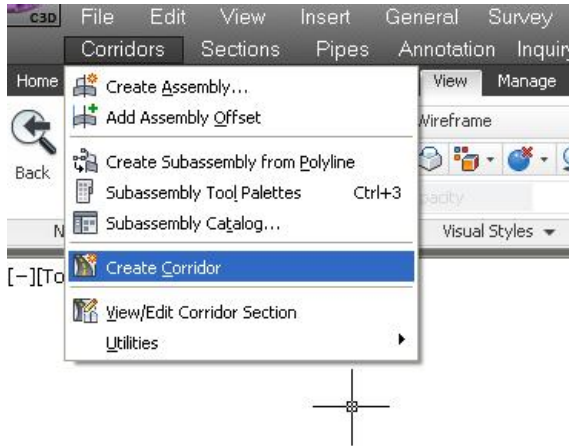 C3D File Edit View Insert General Survey
Corridors Sections Pipes Annotation
Home View Manage
Create Assembly...
Add Assembly Offset
Wireframe
Back
Create Subassembly from Polyline
Subassembly Tool Palettes Ctrl+3
Subassembly Catalog...
Visual Styles
Create Corridor
View/Edit Corridor Section
Utilities